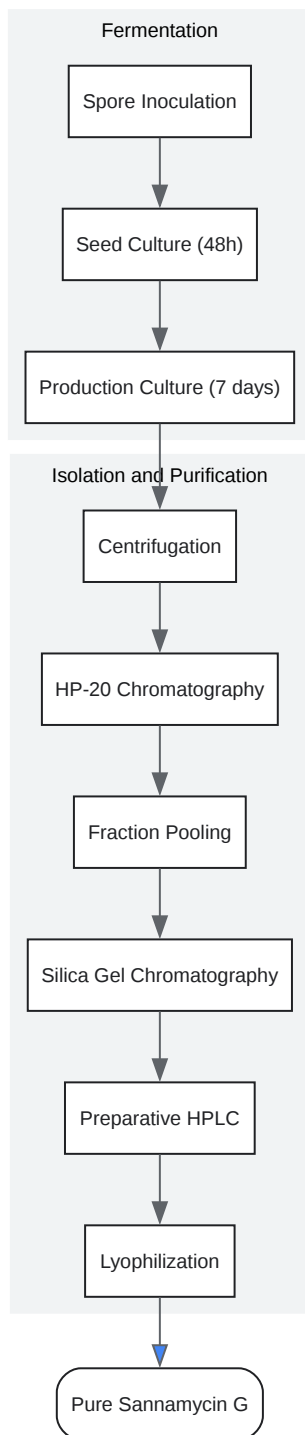 Fermentation
Spore Inoculation
Seed Culture (48h)
Production Culture (7 days)
Isolation and Purification
Centrifugation
HP-20 Chromatography
Fraction Pooling
Silica Gel Chromatography
Preparative HPLC
Lyophilization
Pure Sannamycin G